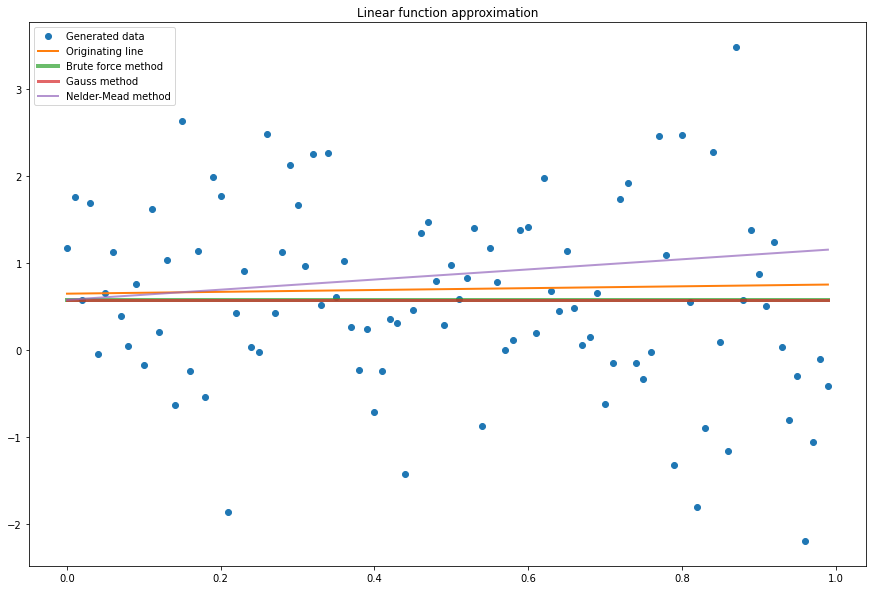 Linear function approximation
Generated data
Originating line
Brute force method
Gauss method
Nelder-Mead method
3
2
1
0
−1
−2
0.0 0.2 0.4 0.6 0.8 1.0